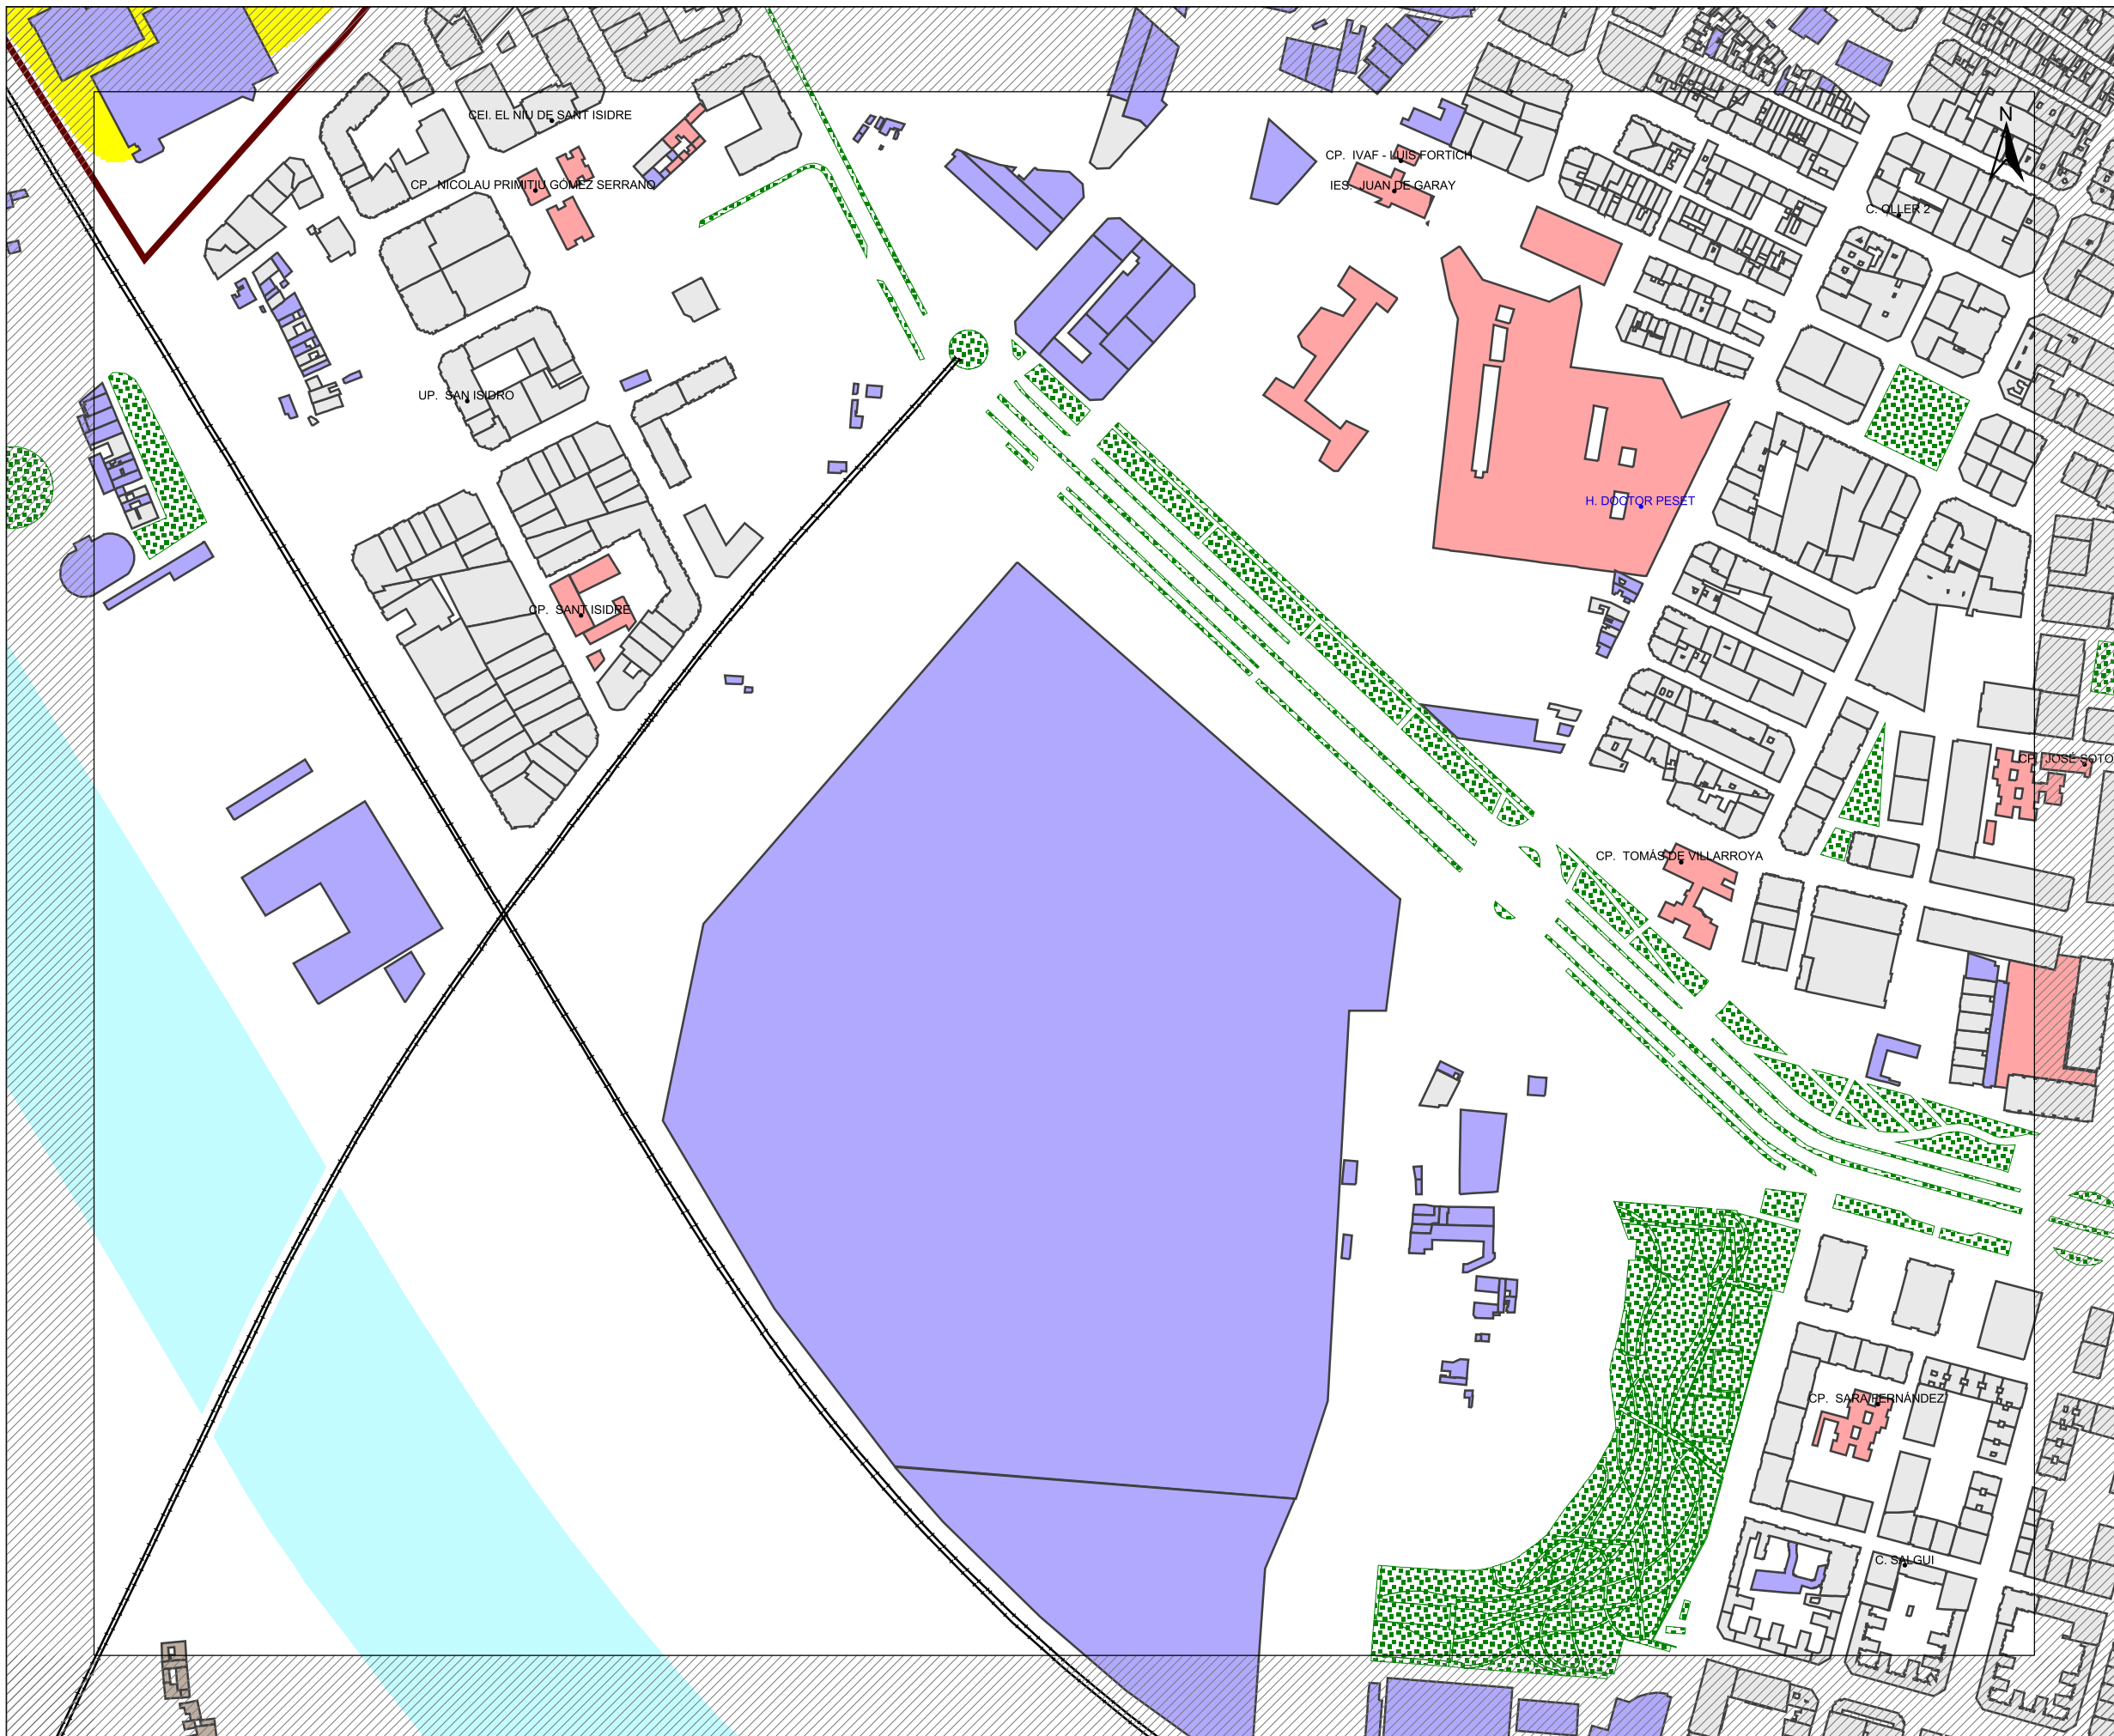 N
CEI. EL NIU DE SANT ISIDRE
CP. IVAF - LUIS FORTICH
CP. NICOLAU PRIMITIU GÓMEZ SERRANO
IES. JUAN DE GARAY
C. OLLER 2
UP. SAN ISIDRO
H. DOCTOR PESET
CP. SANT ISIDRE
CP. JOSÉ SOTO
CP. TOMÁS DE VILLARROYA
CP. SARA FERNÁNDEZ
C. SALGUI